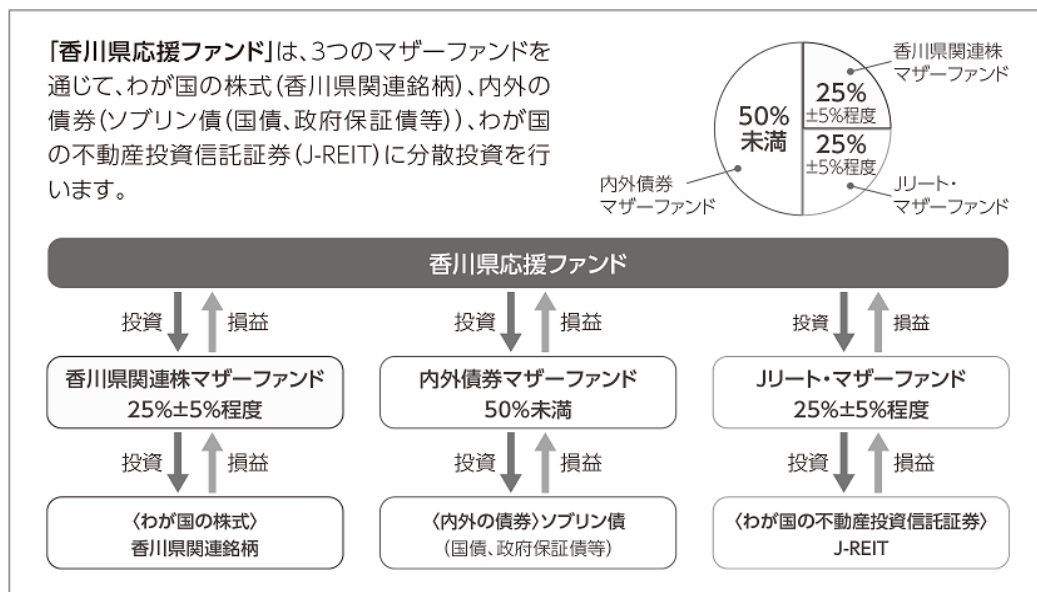 「香川県応援ファンド」は、3つのマザーファンドを
通じて、わが国の株式(香川県関連銘柄)、内外の
債券(ソブリン債(国債、政府保証債等))、わが国
の不動産投資信託証券(J-REIT)に分散投資を行
います。
香川県関連株
マザーファンド
25%
±5%程度
50%
未満
25%
±5%程度
内外債券
マザーファンド
Jリート・
マザーファンド
香川県応援ファンド
投資 損益 投資 損益 投資 損益
香川県関連株マザーファンド
25%±5%程度
内外債券マザーファンド
50%未満
Jリート・マザーファンド
25%±5%程度
投資 損益 投資 損益 投資 損益
〈わが国の株式〉
香川県関連銘柄
〈内外の債券〉ソブリン債
(国債、政府保証債等)
〈わが国の不動産投資信託証券〉
J-REIT